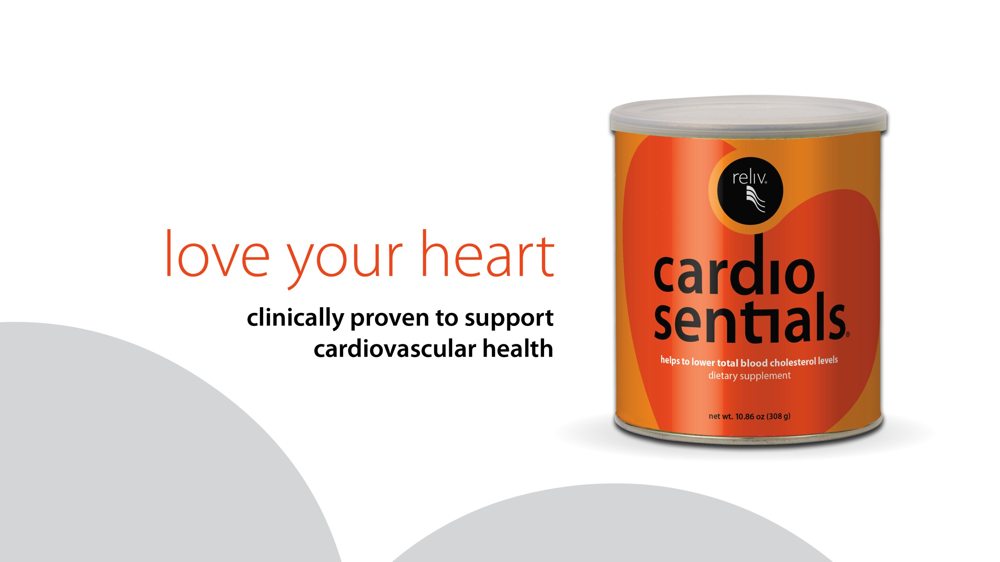 love your heart
clinically proven to support
cardiovascular health
reliv®
cardio
sentials®
helps to lower total blood cholesterol levels
dietary supplement
net wt. 10.86 oz (308 g)